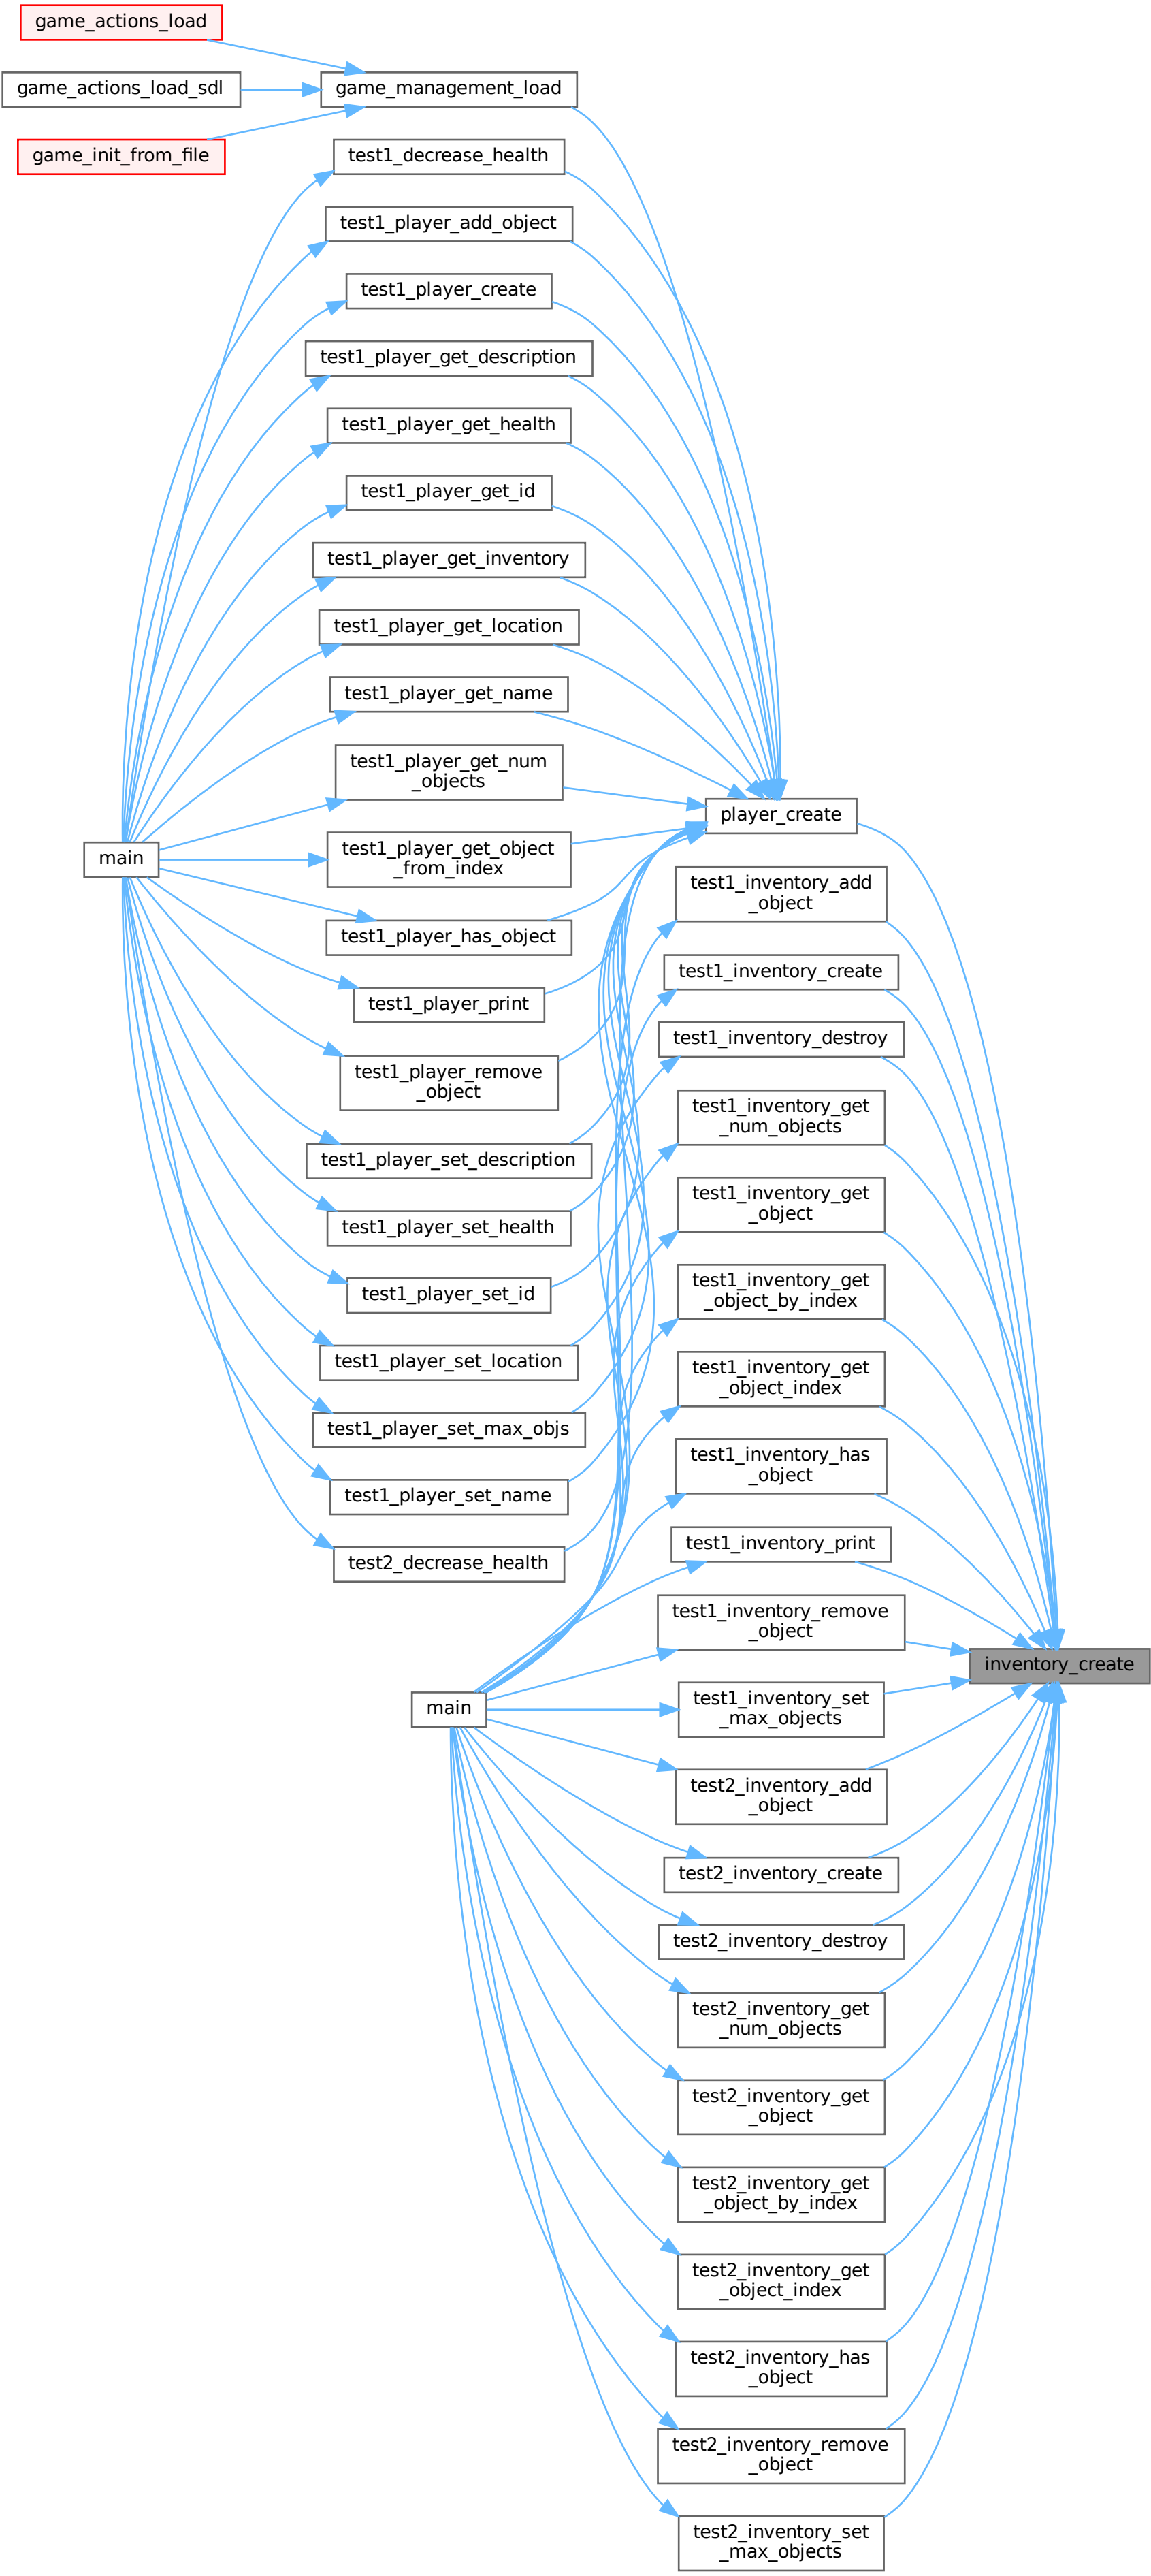 game_actions_load
game_actions_load_sdl
game_management_load
game_init_from_file
test1_decrease_health
test1_player_add_object
test1_player_create
test1_player_get_description
test1_player_get_health
test1_player_get_id
test1_player_get_inventory
test1_player_get_location
test1_player_get_name
test1_player_get_num
_objects
player_create
main
test1_player_get_object
_from_index
test1_player_has_object
test1_player_print
test1_player_remove
_object
test1_player_set_description
test1_player_set_health
test1_player_set_id
test1_player_set_location
test1_player_set_max_objs
test1_player_set_name
test2_decrease_health
test1_inventory_add
_object
test1_inventory_create
test1_inventory_destroy
test1_inventory_get
_num_objects
test1_inventory_get
_object
test1_inventory_get
_object_by_index
test1_inventory_get
_object_index
test1_inventory_has
_object
test1_inventory_print
test1_inventory_remove
_object
inventory_create
main
test1_inventory_set
_max_objects
test2_inventory_add
_object
test2_inventory_create
test2_inventory_destroy
test2_inventory_get
_num_objects
test2_inventory_get
_object
test2_inventory_get
_object_by_index
test2_inventory_get
_object_index
test2_inventory_has
_object
test2_inventory_remove
_object
test2_inventory_set
_max_objects